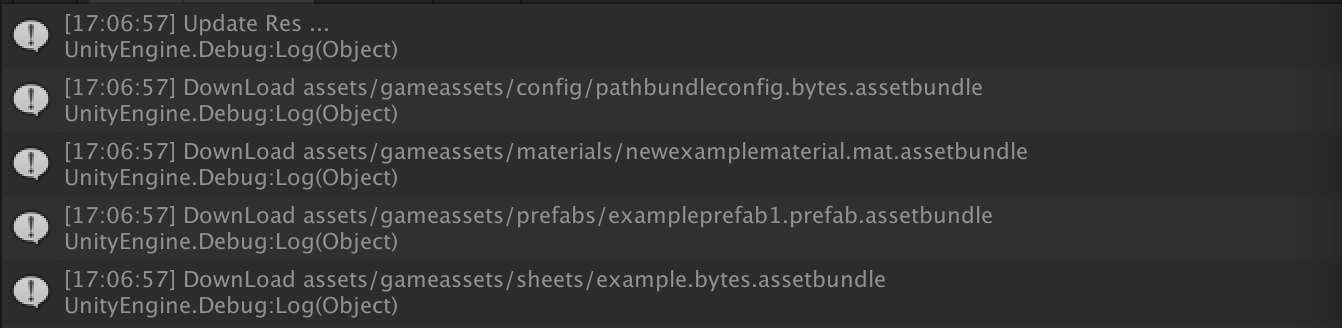 [17:06:57] Update Res ...
UnityEngine.Debug:Log(Object)
[17:06:57] DownLoad assets/gameassets/config/pathbundleconfig.bytes.assetbundle
UnityEngine.Debug:Log(Object)
[17:06:57] DownLoad assets/gameassets/materials/newexamplematerial.mat.assetbundle
UnityEngine.Debug:Log(Object)
[17:06:57] DownLoad assets/gameassets/prefabs/exampleprefab1.prefab.assetbundle
UnityEngine.Debug:Log(Object)
[17:06:57] DownLoad assets/gameassets/sheets/example.bytes.assetbundle
UnityEngine.Debug:Log(Object)